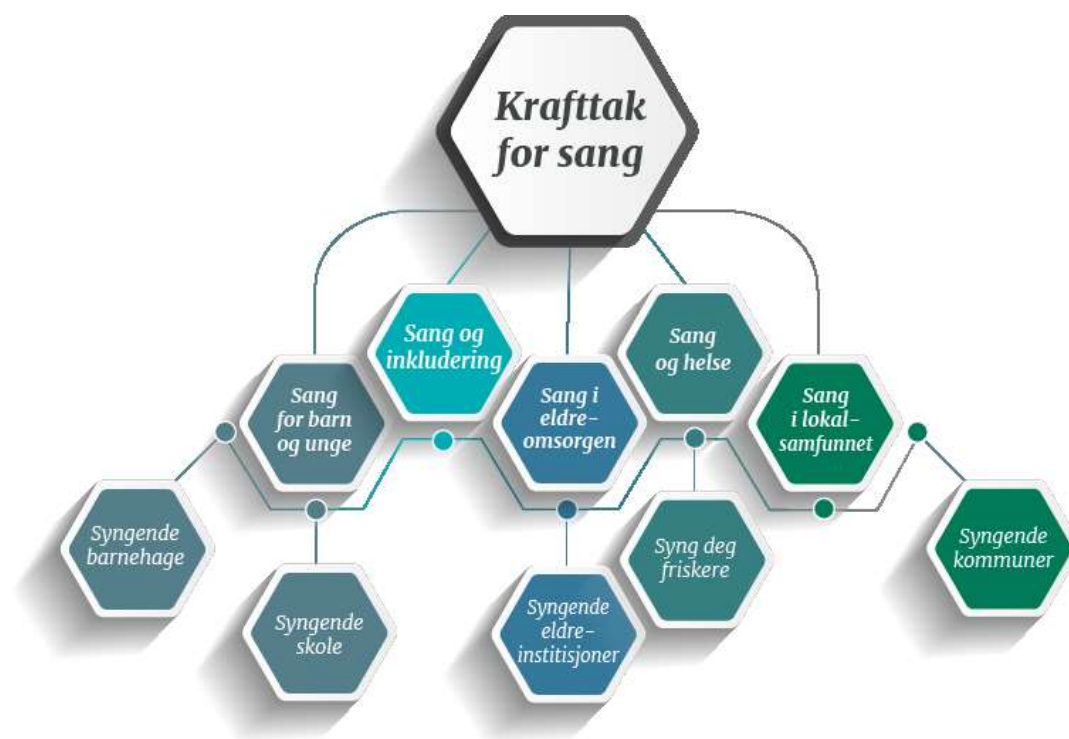 Krafttak
for sang
Sang og
inkludering
Sang
og helse
Sang
for barn
og unge
Sang i
eldre-
omsorgen
Sang
i lokal-
samfunnet
Syngende
barnehage
Syng deg
friskere
Syngende
kommuner
Syngende
skole
Syngende
eldre-
institisjoner